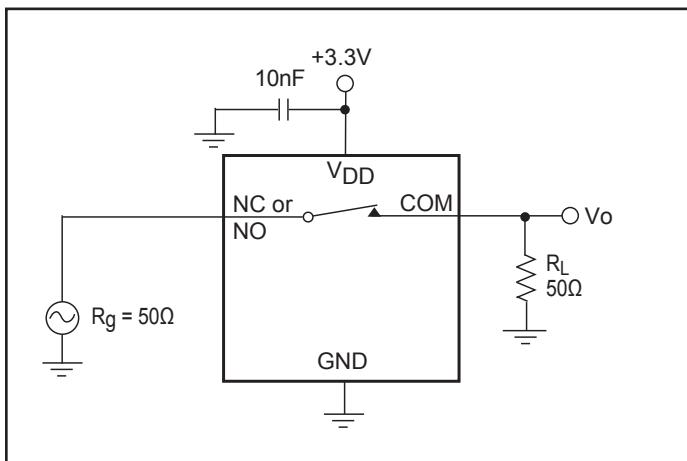 +3.3V
10nF
VDD
NC or
NO
COM
Vo
RL
50Ω
Rg = 50Ω
GND